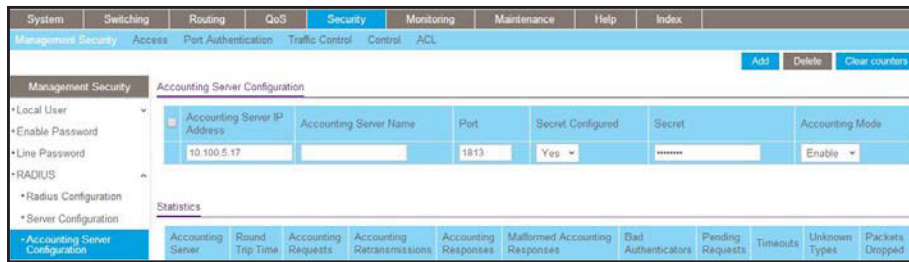 System Switching Routing QoS Security Monitoring Maintenance Help Index
Management Security Access Port Authentication Traffic Control Control ACL
Add Delete Clear counters
Management Security
Accounting Server Configuration
Local User
Enable Password
Line Password
RADIUS
Radius Configuration
Server Configuration
Accounting Server
Configuration
Accounting Server IP
Address
Accounting Server Name
Port
Secret Configured
Secret
Accounting Mode
10.100.5.17
1813
Yes
••••••••
Enable
Statistics
Accounting
Server
Round
Trip Time
Accounting
Requests
Accounting
Retransmissions
Accounting
Responses
Malformed Accounting
Responses
Bad
Authenticators
Pending
Requests
Timeouts
Unknown
Types
Packets
Dropped